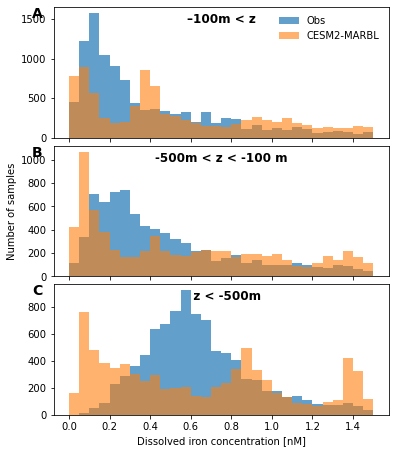 A
–100m < z
Obs
CESM2-MARBL
1500
1000
500
0
B
-500m < z < -100 m
1000
800
600
400
200
0
Number of samples
C
z < -500m
800
600
400
200
0
0.0 0.2 0.4 0.6 0.8 1.0 1.2 1.4
Dissolved iron concentration [nM]